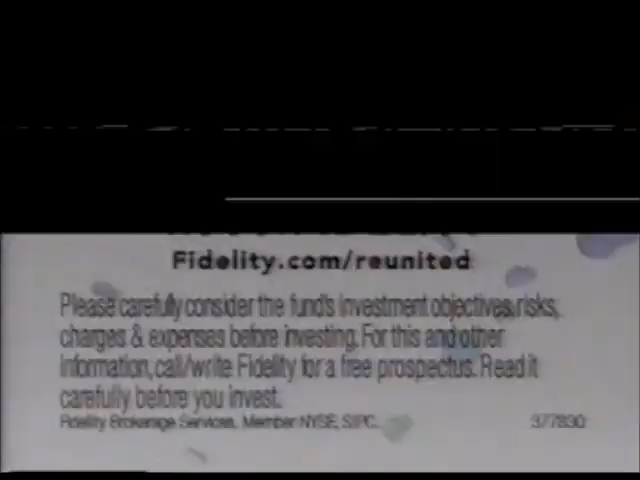 Fidelity.com/reunited
Please carefully consider the fund's investment objectives, risks,
charges & expenses before investing. For this and other
information, call/write Fidelity for a free prospectus. Read it
carefully before you invest.
Fidelity Brokerage Services, Member NYSE, SIPC.
377830